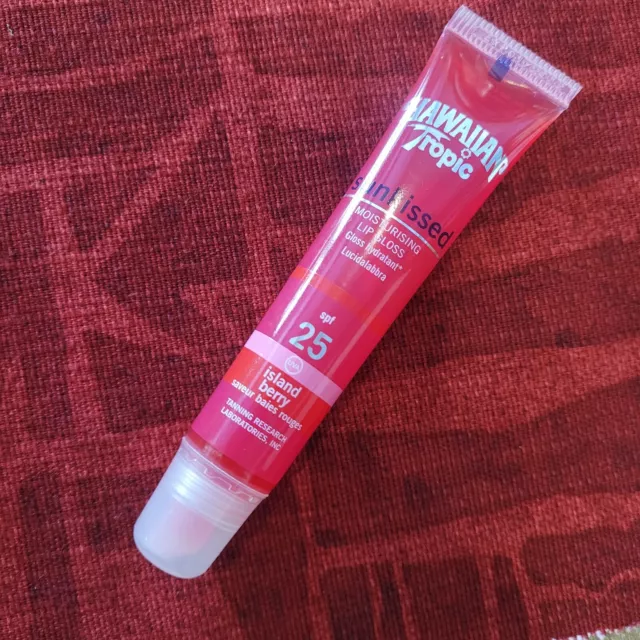 HAWAIIAN
Tropic
sunkissed
MOISTURISING
LIP GLOSS
Gloss hydratant*
Lucidalabbra
spf
25
UVA
island
berry
saveur baies rouges
TANNING RESEARCH
LABORATORIES, INC